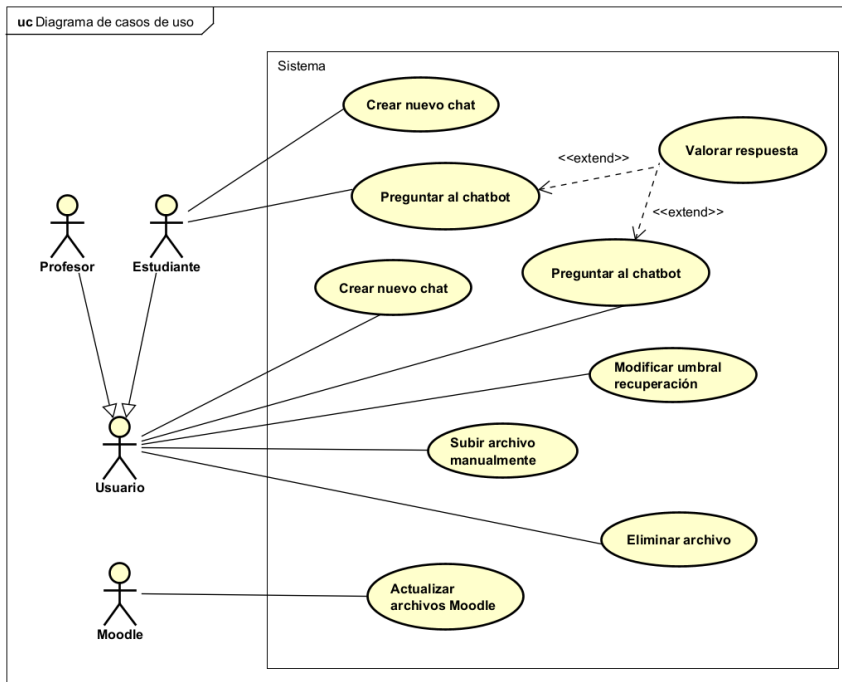 uc Diagrama de casos de uso
Sistema
Crear nuevo chat
<<extend>>
Valorar respuesta
Preguntar al chatbot
<<extend>>
Profesor
Estudiante
Preguntar al chatbot
Crear nuevo chat
Modificar umbral
recuperación
Subir archivo
manualmente
Usuario
Eliminar archivo
Actualizar
archivos Moodle
Moodle